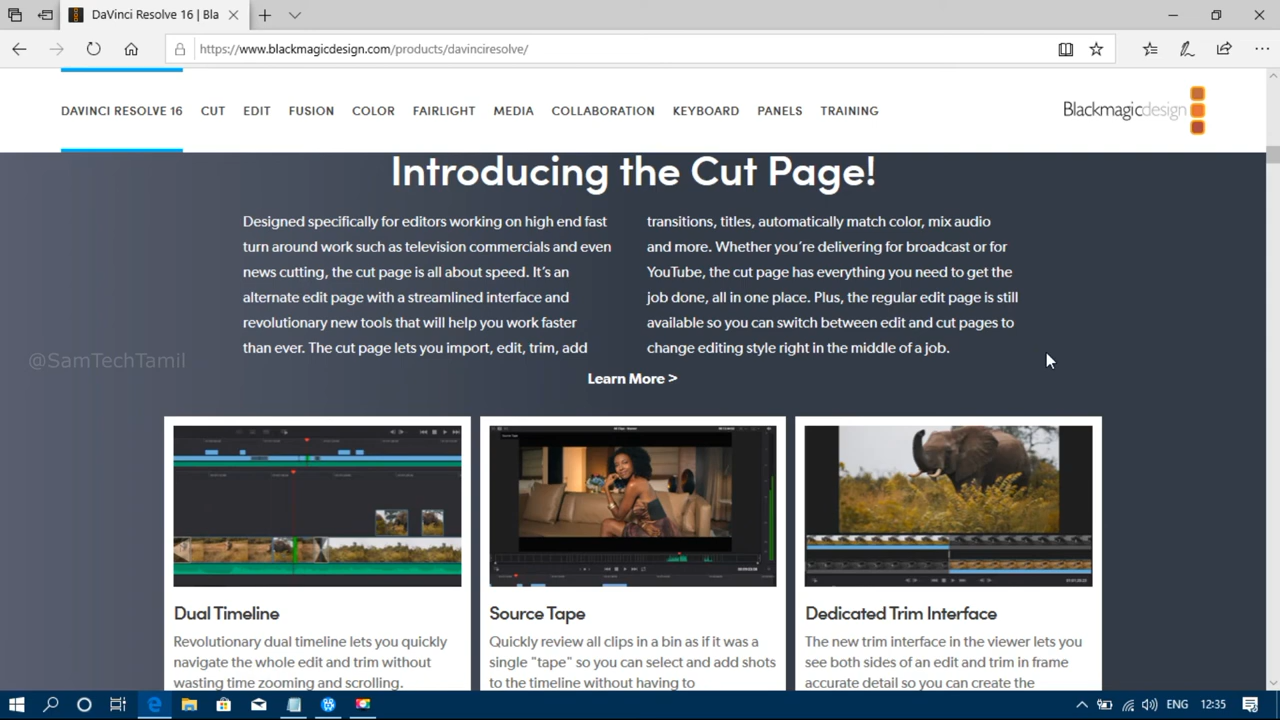 DaVinci Resolve 16 | Bla
https://www.blackmagicdesign.com/products/davinciresolve/
DAVINCI RESOLVE 16 CUT EDIT FUSION COLOR FAIRLIGHT MEDIA COLLABORATION KEYBOARD PANELS TRAINING
Blackmagicdesign
Introducing the Cut Page!
Designed specifically for editors working on high end fast
turn around work such as television commercials and even
news cutting, the cut page is all about speed. It's an
alternate edit page with a streamlined interface and
revolutionary new tools that will help you work faster
than ever. The cut page lets you import, edit, trim, add
transitions, titles, automatically match color, mix audio
and more. Whether you're delivering for broadcast or for
YouTube, the cut page has everything you need to get the
job done, all in one place. Plus, the regular edit page is still
available so you can switch between edit and cut pages to
change editing style right in the middle of a job.
@SamTechTamil
Learn More >
Dual Timeline
Revolutionary dual timeline lets you quickly
navigate the whole edit and trim without
wasting time zooming and scrolling.
Source Tape
Quickly review all clips in a bin as if it was a
single "tape" so you can select and add shots
to the timeline without having to
Dedicated Trim Interface
The new trim interface in the viewer lets you
see both sides of an edit and trim in frame
accurate detail so you can create the
ENG 12:35